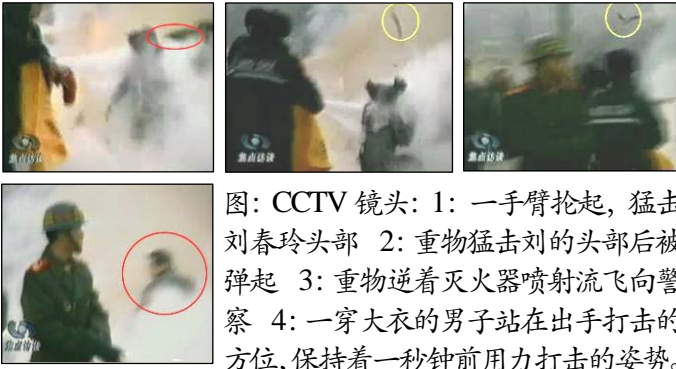 焦点访谈
焦点访谈
焦点访谈
焦点访谈
图: CCTV 镜头: 1: 一手臂抡起, 猛击
刘春玲头部 2: 重物猛击刘的头部后被
弹起 3: 重物逆着灭火器喷射流飞向警
察 4: 一穿大衣的男子站在出手打击的
方位, 保持着一秒钟前用力打击的姿势。